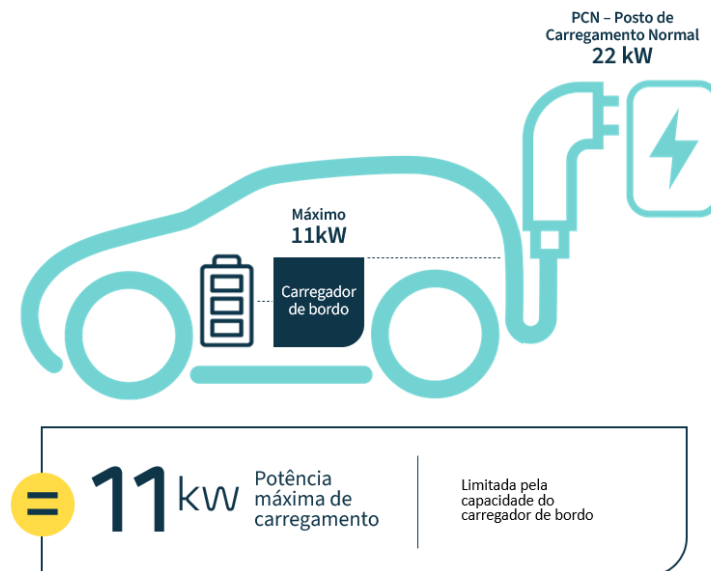 PCN – Posto de
Carregamento Normal
22 kW
Máximo
11kW
Carregador
de bordo
= 11 kw
Potência
máxima de
carregamento
Limitada pela
capacidade do
carregador de bordo